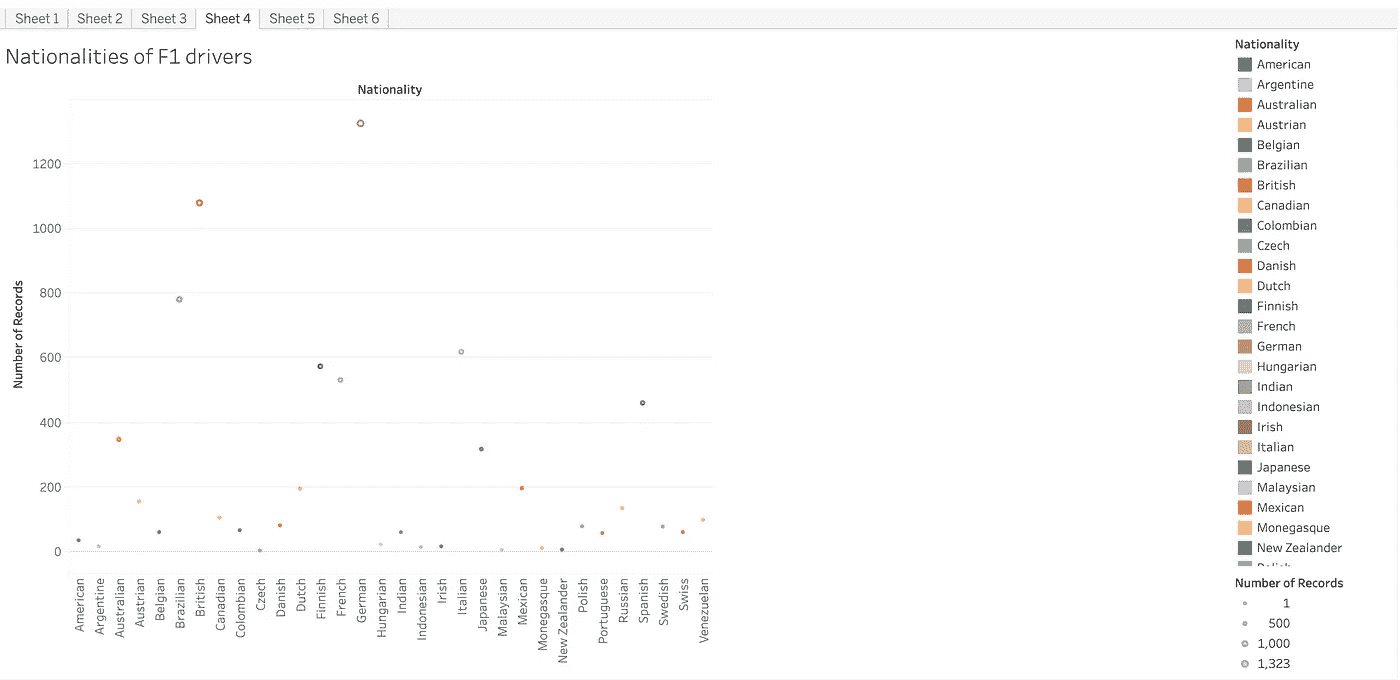 Sheet 1 Sheet 2 Sheet 3 Sheet 4 Sheet 5 Sheet 6
Nationalities of F1 drivers
Nationality
Number of Records
1200
1000
800
600
400
200
0
American
Argentine
Australian
Austrian
Belgian
Brazilian
British
Canadian
Colombian
Czech
Danish
Dutch
Finnish
French
German
Hungarian
Indian
Indonesian
Irish
Italian
Japanese
Malaysian
Mexican
Monegasque
New Zealander
Polish
Portuguese
Russian
Spanish
Swedish
Swiss
Venezuelan
Nationality
American
Argentine
Australian
Austrian
Belgian
Brazilian
British
Canadian
Colombian
Czech
Danish
Dutch
Finnish
French
German
Hungarian
Indian
Indonesian
Irish
Italian
Japanese
Malaysian
Mexican
Monegasque
New Zealander
Number of Records
1
500
1,000
1,323